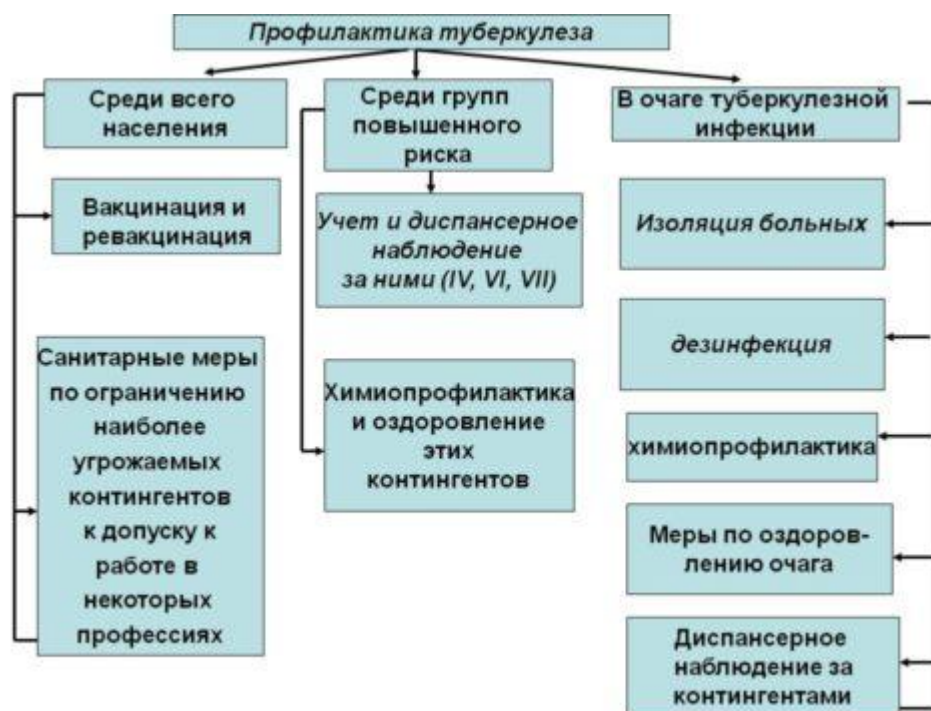 Профилактика туберкулеза
Среди всего
населения
Вакцинация и
ревакцинация
Санитарные меры
по ограничению
наиболее
угрожаемых
контингентов
к допуску к
работе в
некоторых
профессиях
Среди групп
повышенного
риска
Учет и диспансерное
наблюдение
за ними (IV, VI, VII)
Химиопрофилактика
и оздоровление
этих
контингентов
В очаге туберкулезной
инфекции
Изоляция больных
дезинфекция
химиопрофилактика
Меры по оздоров-
лению очага
Диспансерное
наблюдение за
контингентами